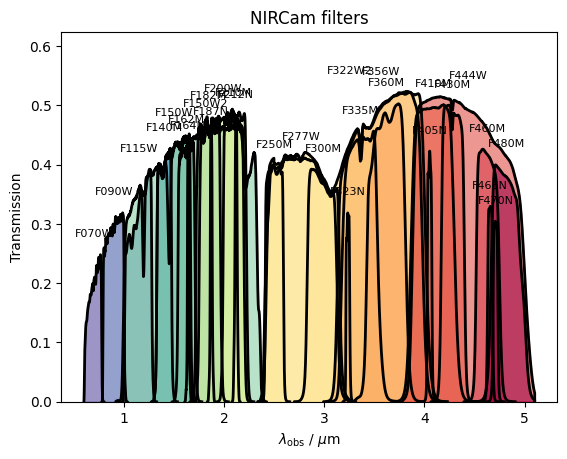 NIRCam filters
Transmission
0.6
0.5
0.4
0.3
0.2
0.1
0.0
F070W
F090W
F115W
F140M
F150W
F162M
F164N
F150W2
F182M
F187N
F200W
F210M
F212N
F250M
F277W
F300M
F322W2
F323N
F335M
F356W
F360M
F405N
F410M
F430M
F444W
F460M
F480M
F466N
F470N
1
2
3
4
5
λobs / μm